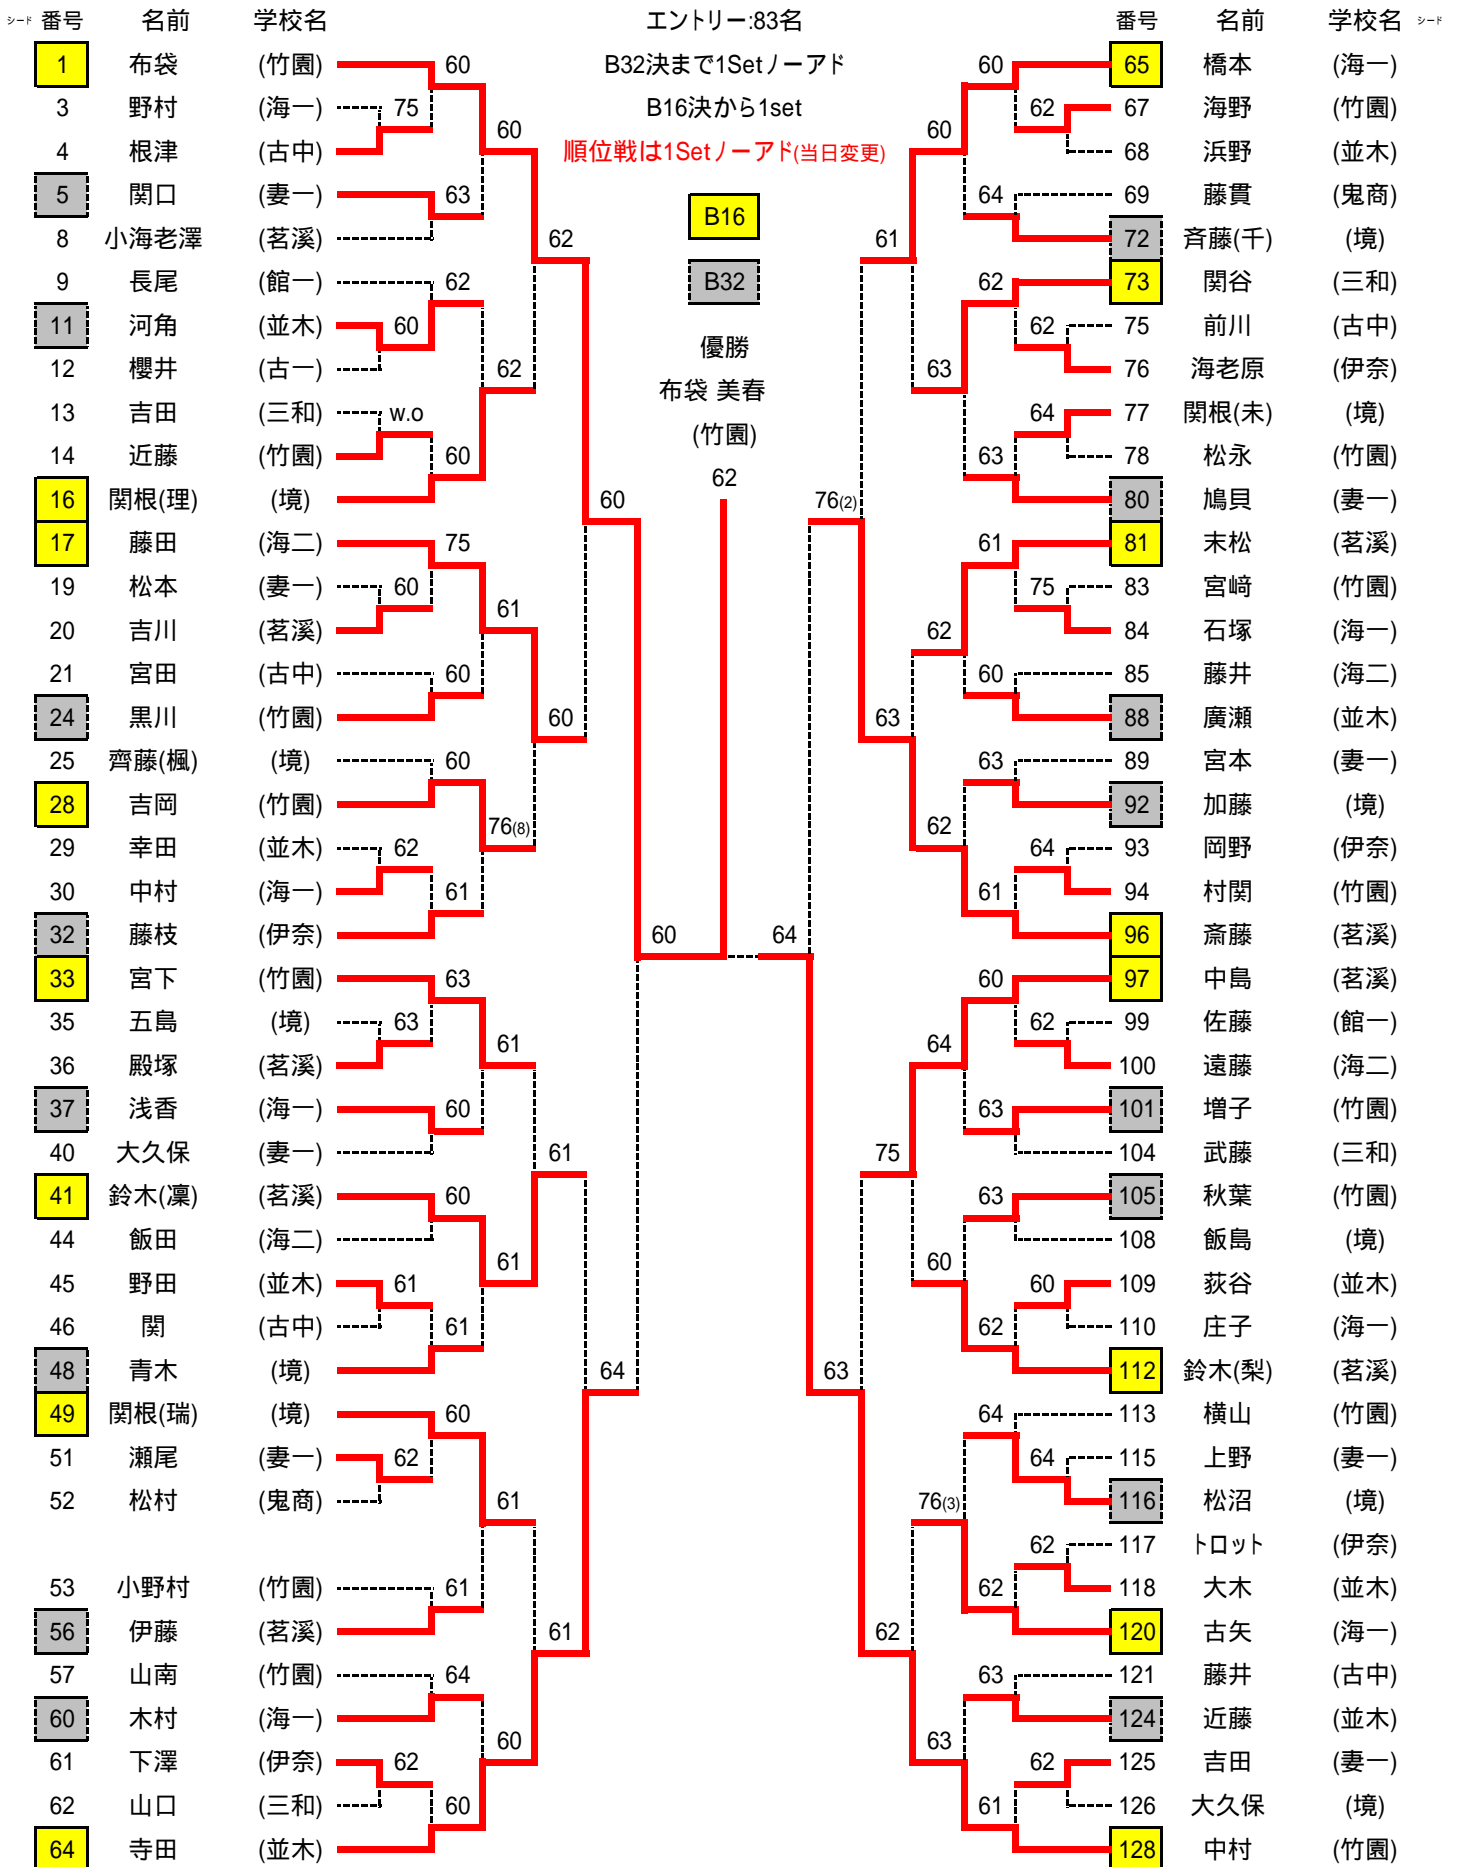 シード 番号 名前 学校名 エントリー:83名 番号 名前 学校名 シード
1 布袋 (竹園) 60 B32決まで1Setノーアド 60 65 橋本 (海一)
3 野村 (海一) 75 B16決から1set 62 67 海野 (竹園)
60 60
4 根津 (古中) 順位戦は1Setノーアド(当日変更) 68 浜野 (並木)
5 関口 (妻一) 63 64 69 藤貫 (鬼商)
B16
8 小海老澤 (茗溪) 62 61 72 斉藤(千) (境)
9 長尾 (館一) 62 B32 62 73 関谷 (三和)
11 河角 (並木) 60 62 75 前川 (古中)
優勝
12 櫻井 (古一) 62 63 76 海老原 (伊奈)
布袋 美春
13 吉田 (三和) w.o 64 77 関根(未) (境)
(竹園)
14 近藤 (竹園) 60 63 78 松永 (竹園)
62
16 関根(理) (境) 60 76(2) 80 鳩貝 (妻一)
17 藤田 (海二) 75 61 81 末松 (茗溪)
19 松本 (妻一) 60 75 83 宮﨑 (竹園)
61
20 吉川 (茗溪) 62 84 石塚 (海一)
21 宮田 (古中) 60 60 85 藤井 (海二)
24 黒川 (竹園) 60 63 88 廣瀬 (並木)
25 齊藤(楓) (境) 60 63 89 宮本 (妻一)
28 吉岡 (竹園) 92 加藤 (境)
76(8) 62
29 幸田 (並木) 62 64 93 岡野 (伊奈)
30 中村 (海一) 61 61 94 村関 (竹園)
32 藤枝 (伊奈) 60 64 96 斎藤 (茗溪)
33 宮下 (竹園) 63 60 97 中島 (茗溪)
35 五島 (境) 63 62 99 佐藤 (館一)
61 64
36 殿塚 (茗溪) 100 遠藤 (海二)
37 浅香 (海一) 60 63 101 増子 (竹園)
40 大久保 (妻一) 61 75 104 武藤 (三和)
41 鈴木(凜) (茗溪) 60 63 105 秋葉 (竹園)
44 飯田 (海二) 108 飯島 (境)
61 60
45 野田 (並木) 61 60 109 荻谷 (並木)
46 関 (古中) 61 62 110 庄子 (海一)
48 青木 (境) 64 63 112 鈴木(梨) (茗溪)
49 関根(瑞) (境) 60 64 113 横山 (竹園)
51 瀬尾 (妻一) 62 64 115 上野 (妻一)
52 松村 (鬼商) 61 76(3) 116 松沼 (境)
62 117 トロット (伊奈)
53 小野村 (竹園) 61 62 118 大木 (並木)
56 伊藤 (茗溪) 61 62 120 古矢 (海一)
57 山南 (竹園) 64 63 121 藤井 (古中)
60 木村 (海一) 124 近藤 (並木)
60 63
61 下澤 (伊奈) 62 62 125 吉田 (妻一)
62 山口 (三和) 60 61 126 大久保 (境)
64 寺田 (並木) 128 中村 (竹園)